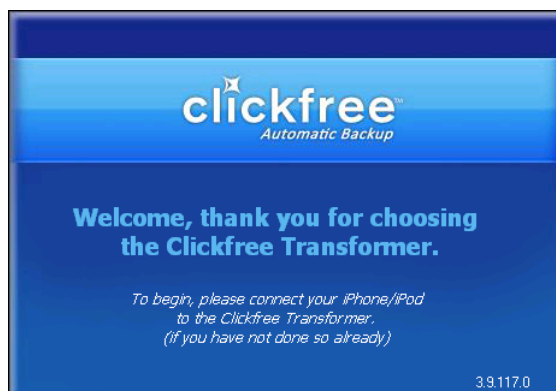 clickfree™
Automatic Backup
Welcome, thank you for choosing
the Clickfree Transformer.
To begin, please connect your iPhone/iPod
to the Clickfree Transformer.
(if you have not done so already)
3.9.117.0